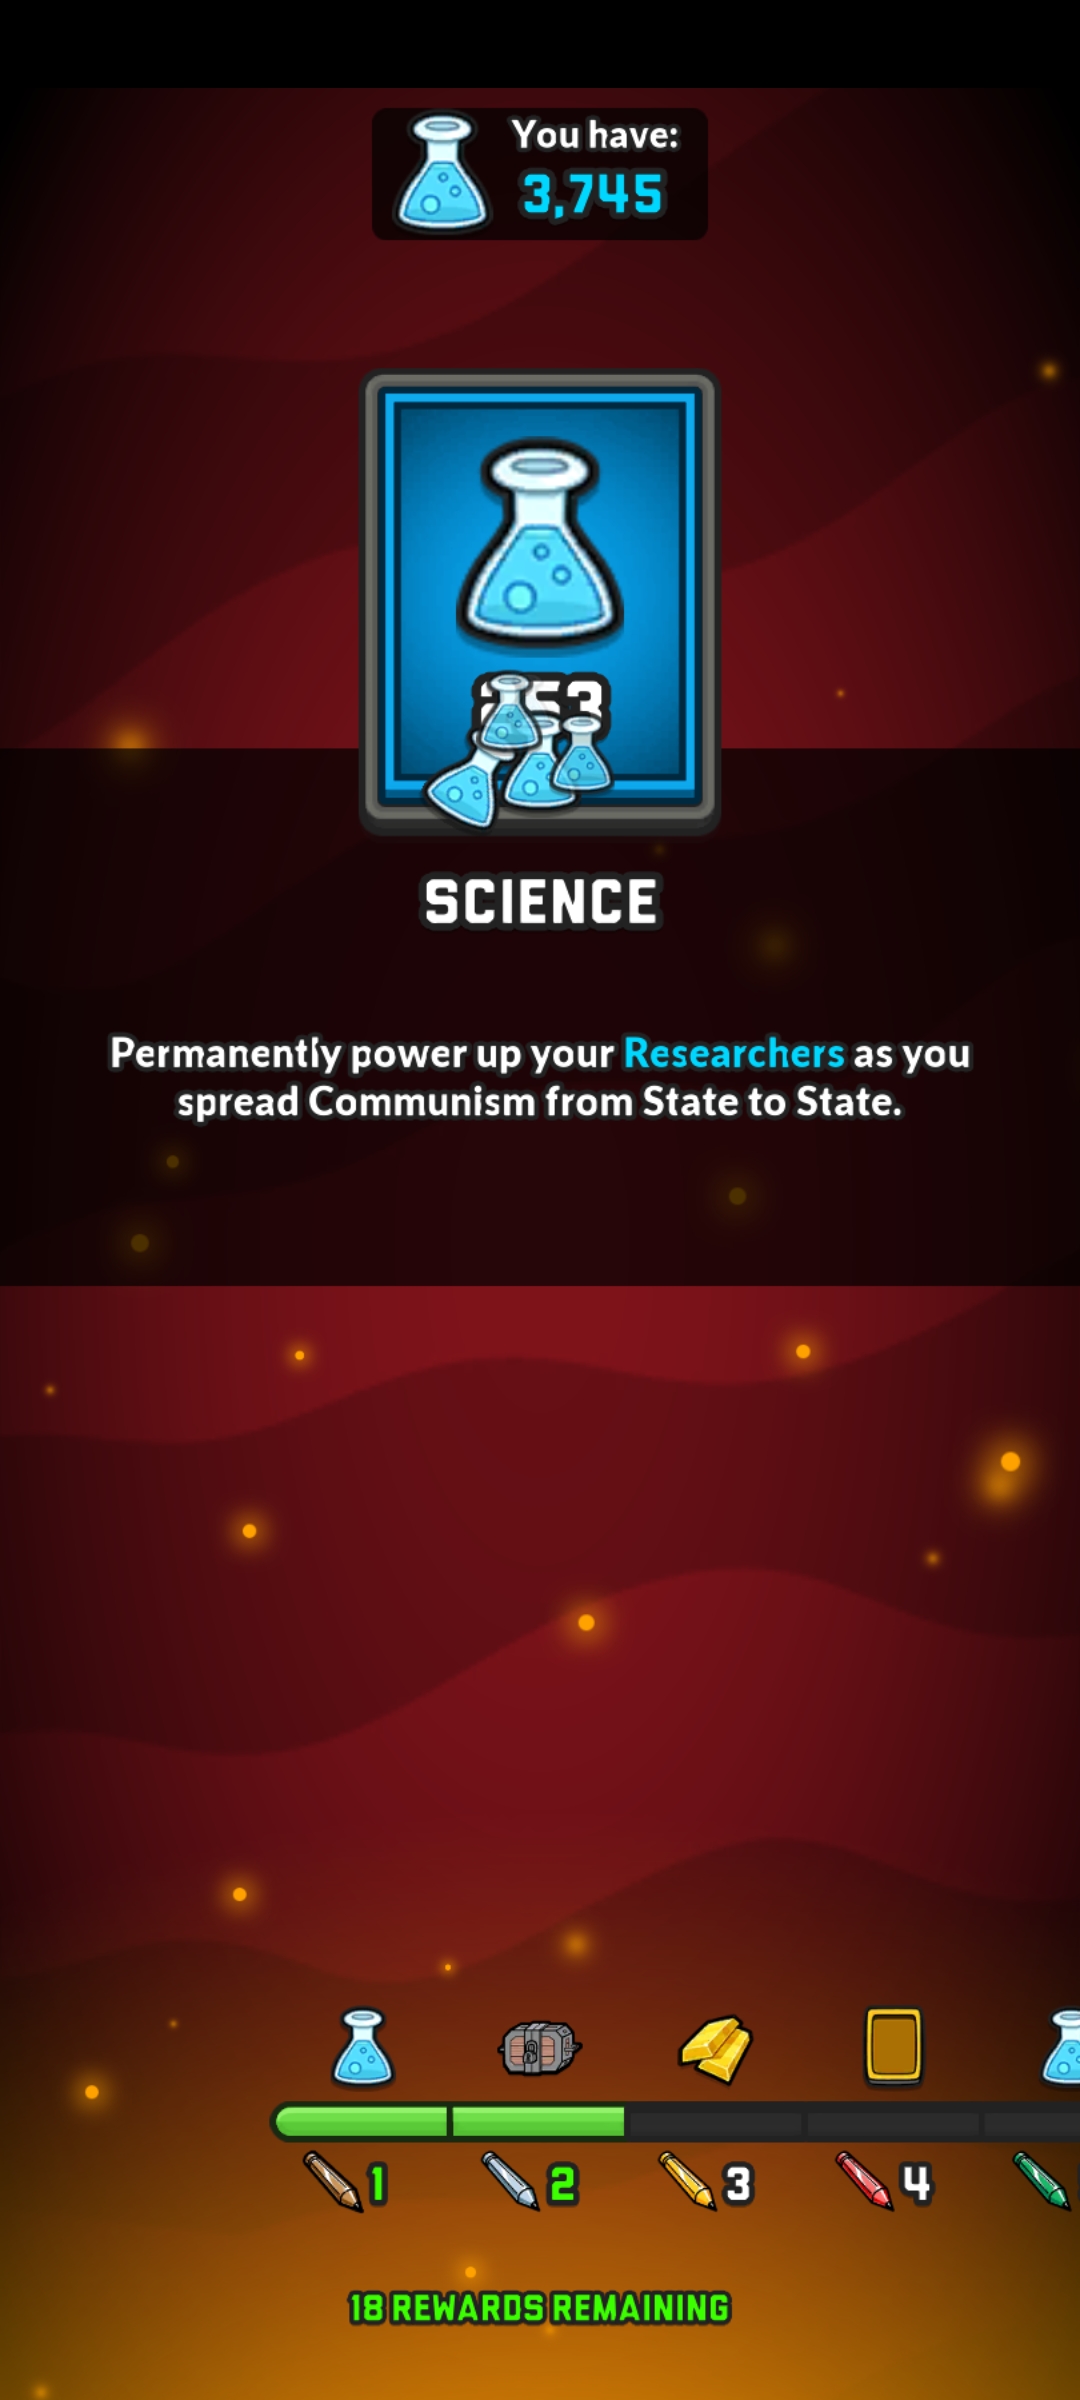 You have:
3,745
SCIENCE
Permanently power up your Researchers as you
spread Communism from State to State.
1
2
3
4
18 REWARDS REMAINING